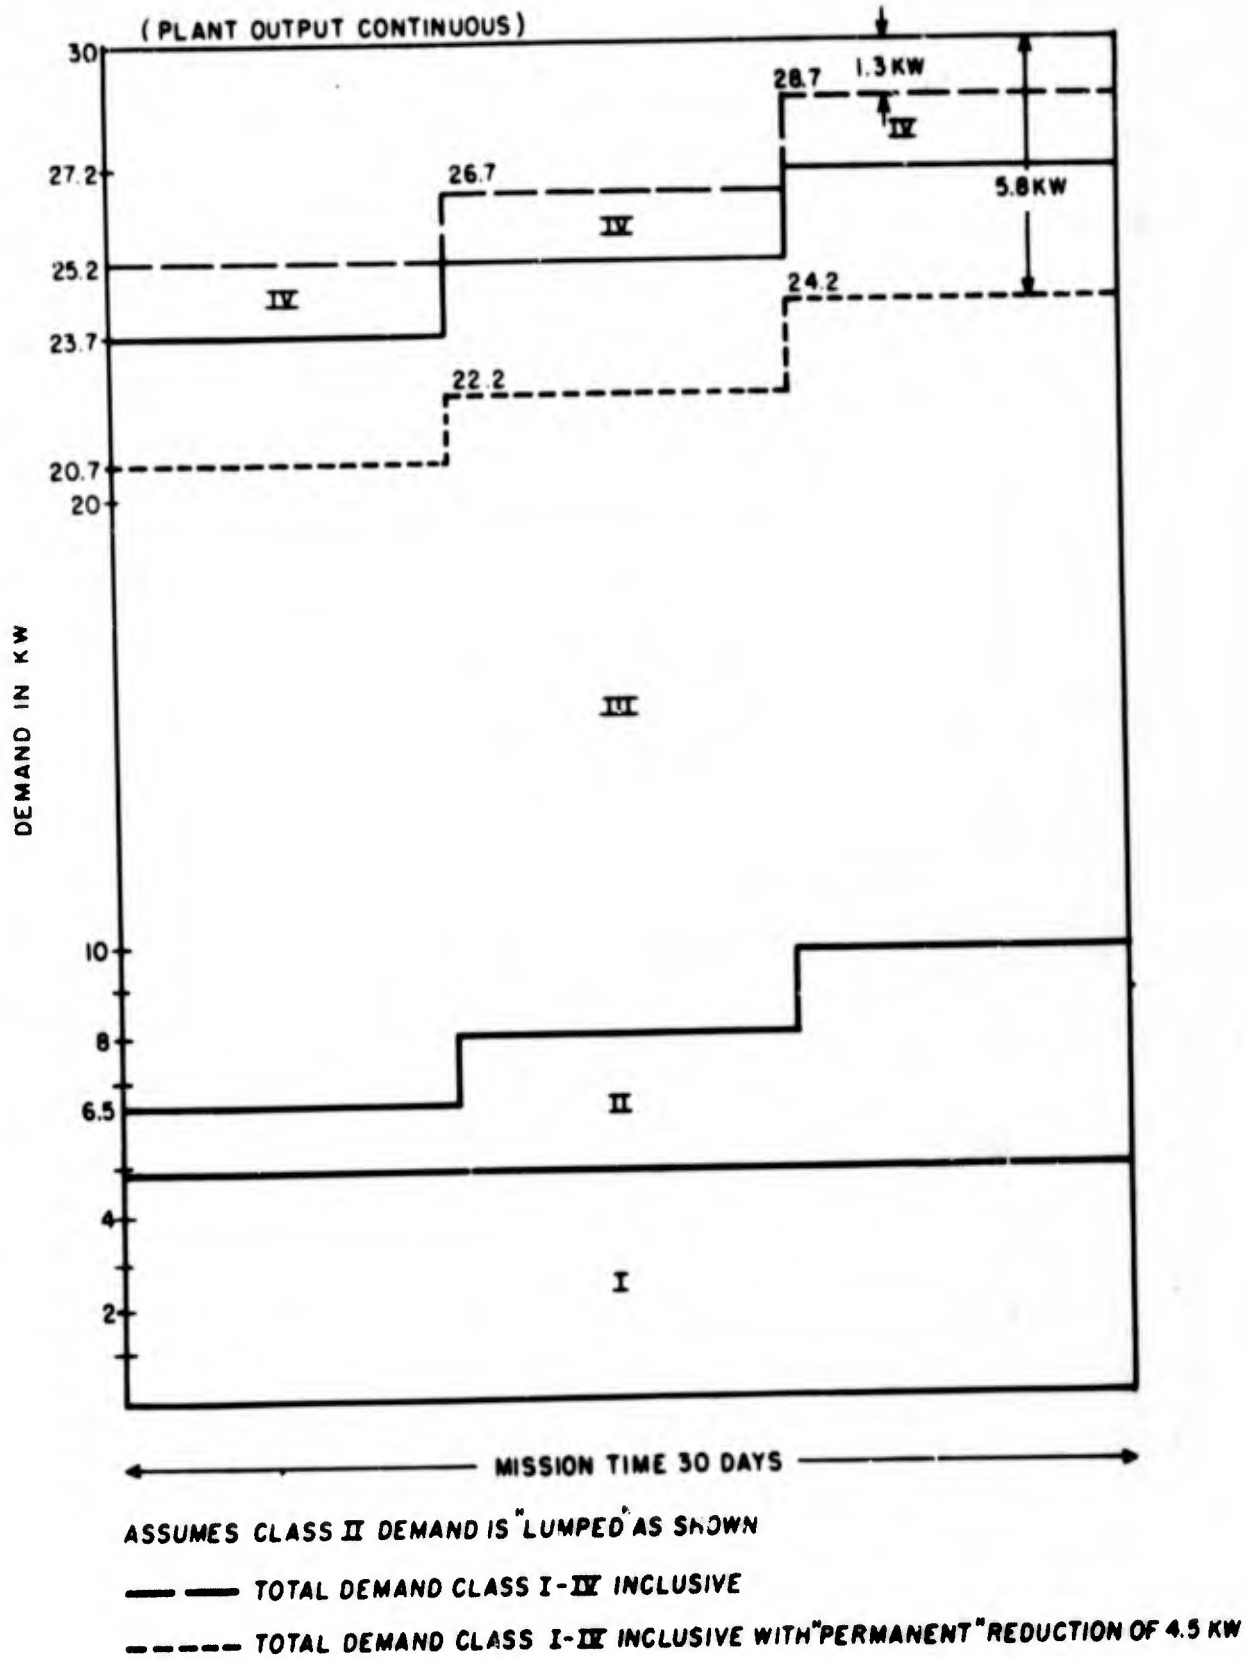 (PLANT OUTPUT CONTINUOUS)
30
1.3 KW
28.7
IV
27.2
26.7
5.8 KW
IV
25.2
24.2
IV
23.7
22.2
20.7
20
III
DEMAND IN KW
10
8
II
6.5
4
I
2
MISSION TIME 30 DAYS
ASSUMES CLASS II DEMAND IS "LUMPED" AS SHOWN
TOTAL DEMAND CLASS I-IV INCLUSIVE
TOTAL DEMAND CLASS I-IV INCLUSIVE WITH "PERMANENT" REDUCTION OF 4.5 KW